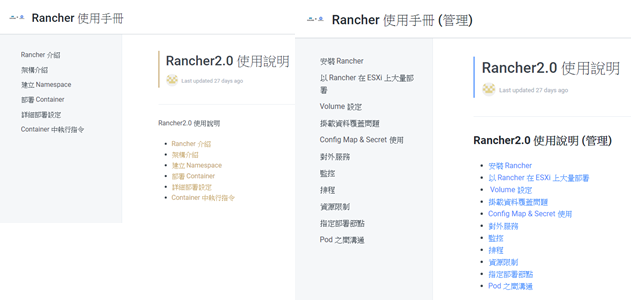 Rancher 使用手冊
Rancher 介紹
架構介紹
建立 Namespace
部署 Container
詳細部署設定
Container 中執行指令
Rancher2.0 使用說明
Last updated 27 days ago
Rancher2.0 使用說明
Rancher 介紹
架構介紹
建立 Namespace
部署 Container
詳細部署設定
Container 中執行指令
Rancher 使用手冊 (管理)
安裝 Rancher
以 Rancher 在 ESXi 上大量部
署
Volume 設定
掛載資料覆蓋問題
Config Map & Secret 使用
對外服務
監控
排程
資源限制
指定部署節點
Pod 之間溝通
Rancher2.0 使用說明
Last updated 27 days ago
Rancher2.0 使用說明 (管理)
安裝 Rancher
以 Rancher 在 ESXi 上大量部署
Volume 設定
掛載資料覆蓋問題
Config Map & Secret 使用
對外服務
監控
排程
資源限制
指定部署節點
Pod 之間溝通